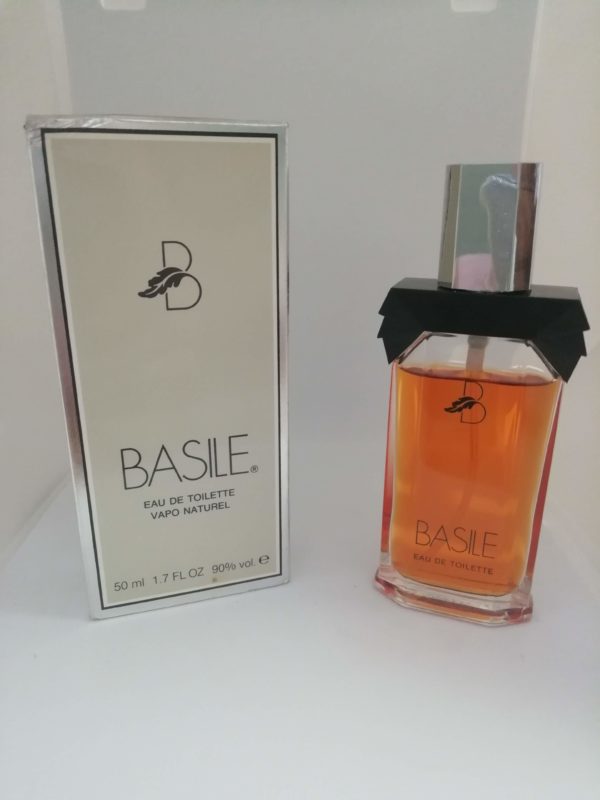 B
BASILE®
EAU DE TOILETTE
VAPO NATUREL
50 ml 1.7 FL OZ 90% vol. e
B
BASILE
EAU DE TOILETTE